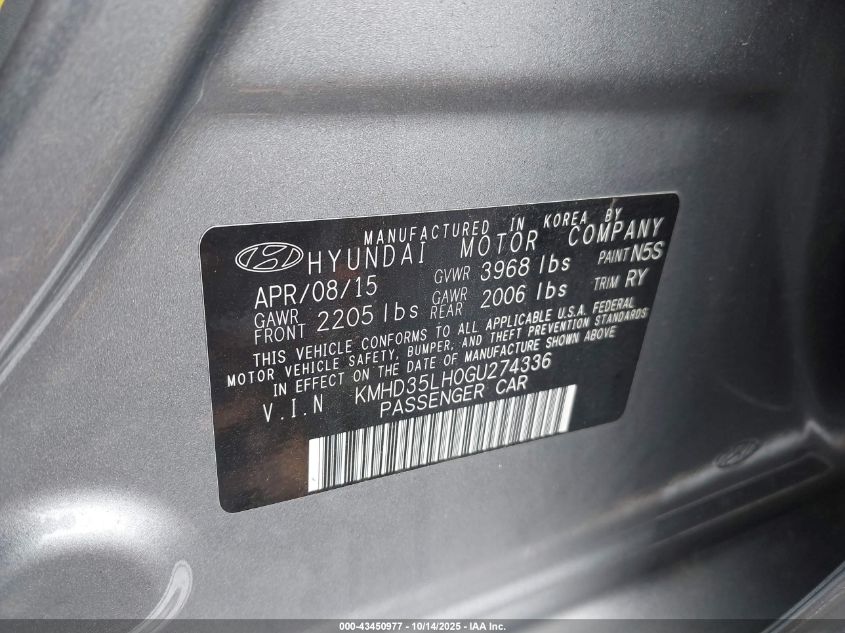 MANUFACTURED IN KOREA BY
HYUNDAI MOTOR COMPANY
APR/08/15 GVWR 3968 lbs PAINT N5S
GAWR FRONT 2205 lbs GAWR REAR 2006 lbs TRIM RY
THIS VEHICLE CONFORMS TO ALL APPLICABLE U.S.A. FEDERAL
MOTOR VEHICLE SAFETY, BUMPER, AND THEFT PREVENTION STANDARDS
IN EFFECT ON THE DATE OF MANUFACTURE SHOWN ABOVE
V.I.N KMHD35LH0GU274336
PASSENGER CAR
000-43450977 - 10/14/2025 - IAA Inc.